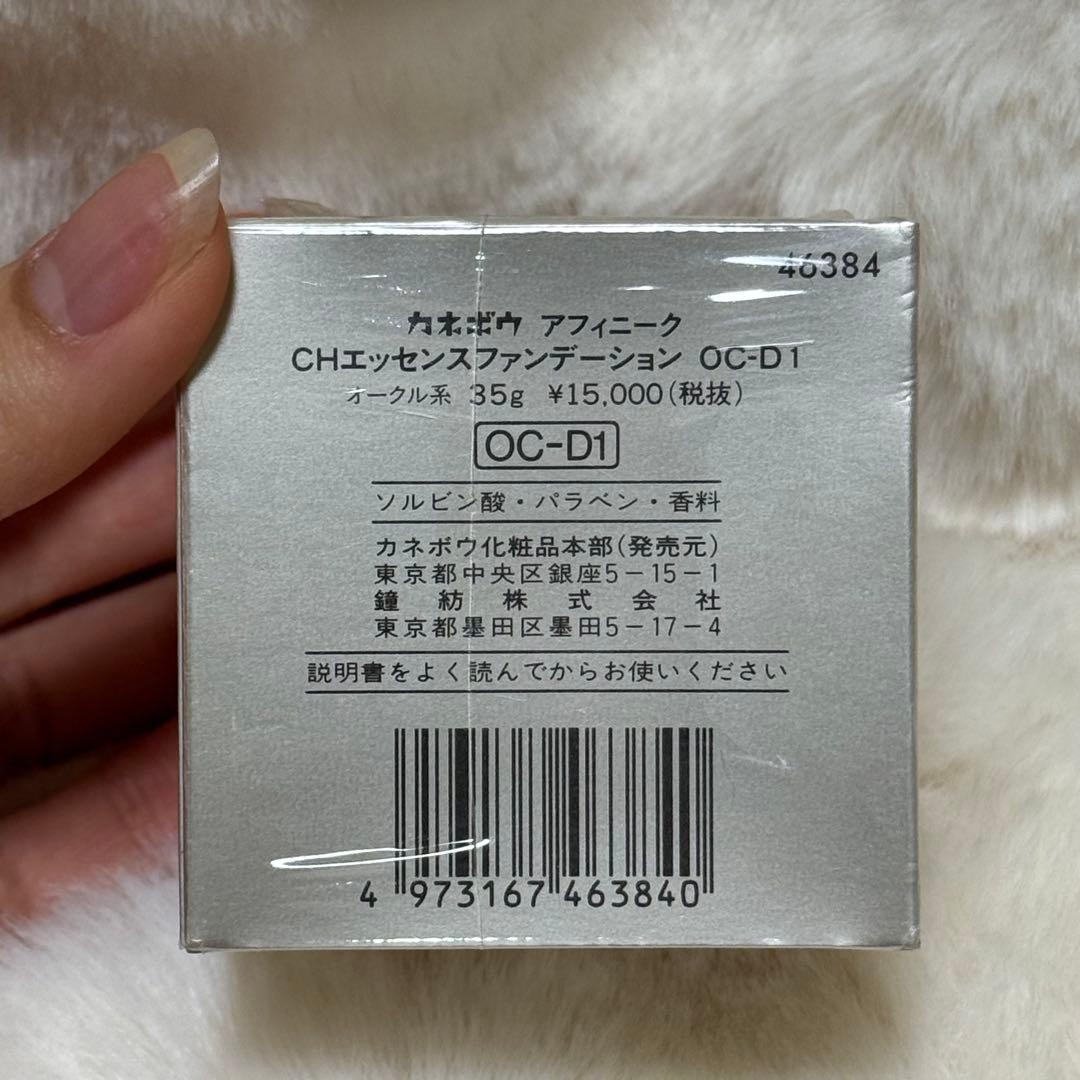 46384
カネボウ アフィニーク
CHエッセンスファンデーション OC-D1
オークル系 35g ¥15,000(税抜)
OC-D1
ソルビン酸・パラベン・香料
カネボウ化粧品本部(発売元)
東京都中央区銀座5-15-1
鐘紡株式会社
東京都墨田区墨田5-17-4
説明書をよく読んでからお使いください
4 973167 463840